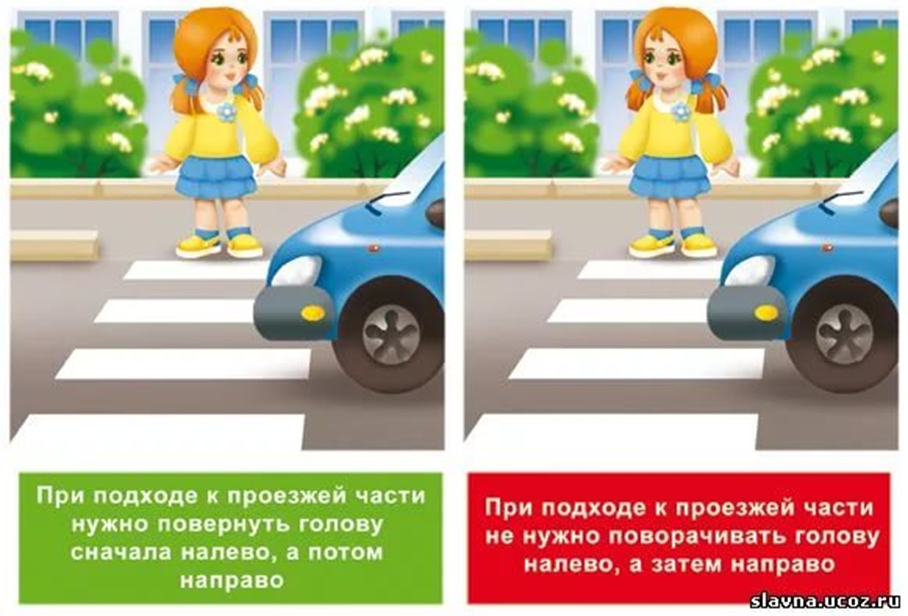 При подходе к проезжей части
нужно повернуть голову
сначала налево, а потом
направо
При подходе к проезжей части
не нужно поворачивать голову
налево, а затем направо
slavna.ucoz.ru